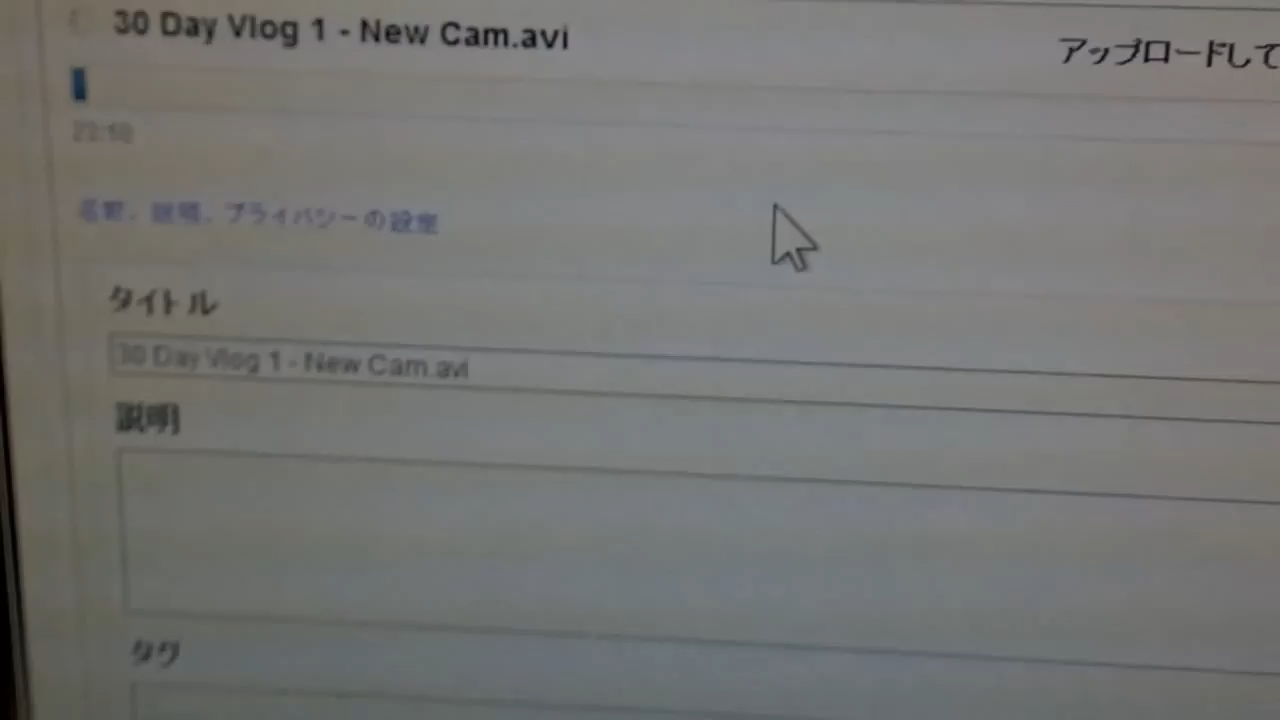 30 Day Vlog 1 - New Cam.avi
アップロードして
名前、説明、プライバシーの設定
タイトル
30 Day Vlog 1 - New Cam.avi
説明
タグ